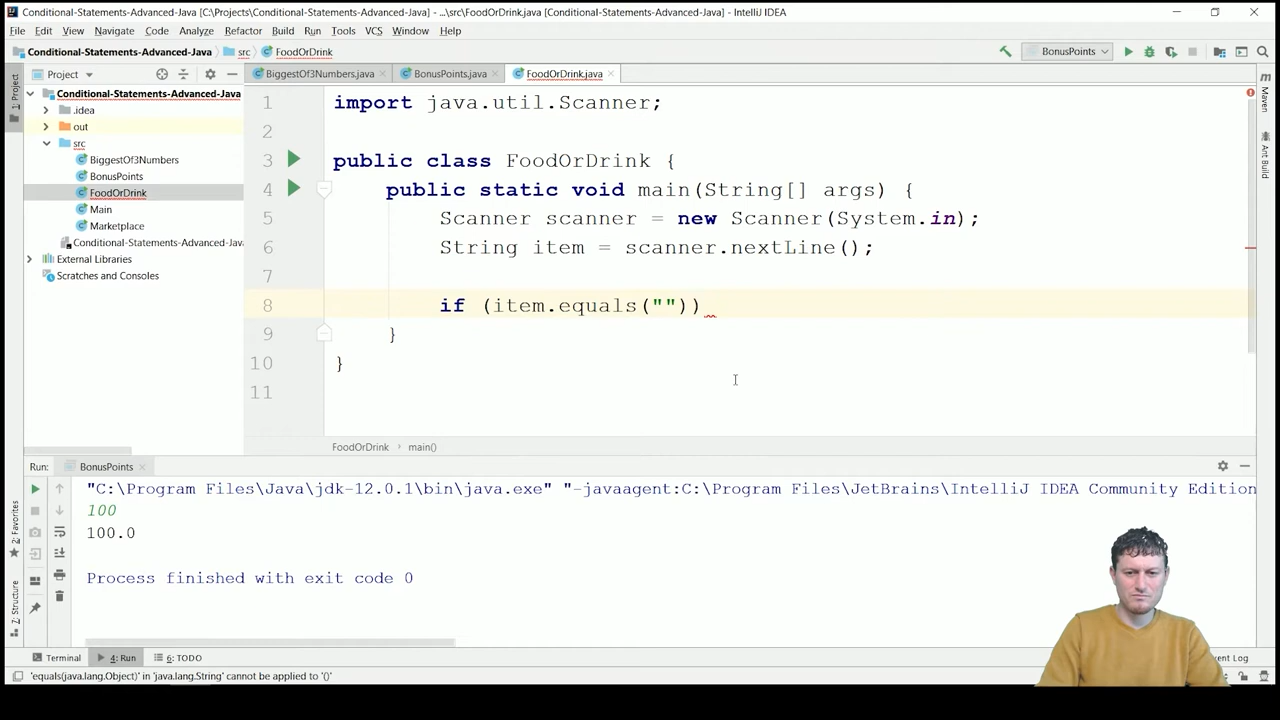 Conditional-Statements-Advanced-Java [C:\Projects\Conditional-Statements-Advanced-Java] - ...\src\FoodOrDrink.java [Conditional-Statements-Advanced-Java] - IntelliJ IDEA
File Edit View Navigate Code Analyze Refactor Build Run Tools VCS Window Help
Conditional-Statements-Advanced-Java src FoodOrDrink BonusPoints
Project BiggestOf3Numbers.java BonusPoints.java FoodOrDrink.java
1: Project
Conditional-Statements-Advanced-Java
.idea
out
src
BiggestOf3Numbers
BonusPoints
FoodOrDrink
Main
Marketplace
Conditional-Statements-Advanced-Java
External Libraries
Scratches and Consoles
1 import java.util.Scanner;
2
3 public class FoodOrDrink {
4 public static void main(String[] args) {
5 Scanner scanner = new Scanner(System.in);
6 String item = scanner.nextLine();
7
8 if (item.equals(""))
9 }
10 }
11
Maven
Ant Build
FoodOrDrink main()
Run: BonusPoints
"C:\Program Files\Java\jdk-12.0.1\bin\java.exe" "-javaagent:C:\Program Files\JetBrains\IntelliJ IDEA Community Edition
100
100.0
Process finished with exit code 0
2: Favorites
Z: Structure
Terminal 4: Run 6: TODO ent Log
'equals(java.lang.Object)' in 'java.lang.String' cannot be applied to '()'